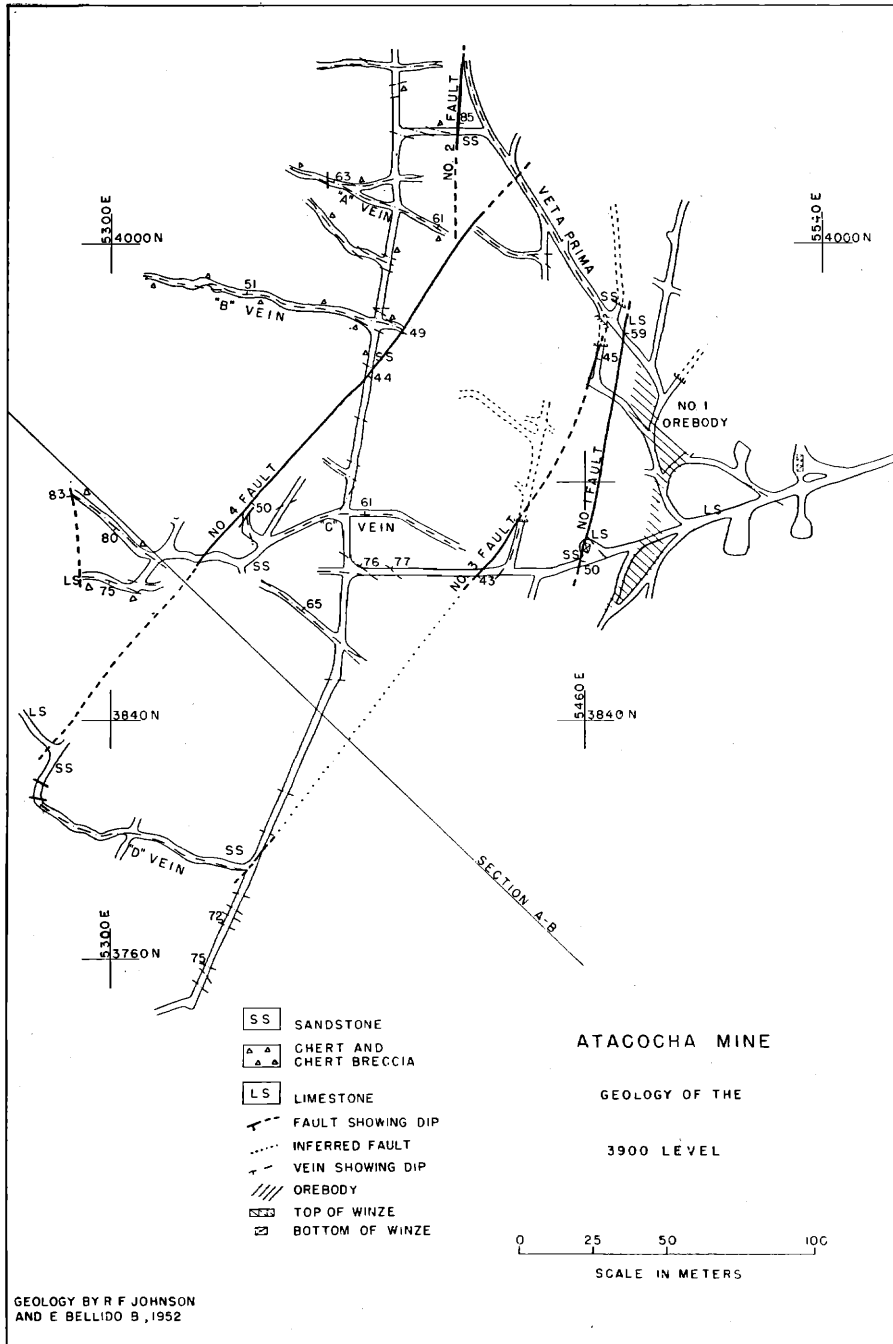 NO. 2 FAULT
85
SS
63
"A" VEIN
61
VETA PRIMA
5300 E
4000 N
5540 E
4000 N
51
"B" VEIN
49
SS
44
SS
LS
59
45
NO. 1
OREBODY
83
80
LS
75
NO. 4 FAULT
50
SS
61
"C" VEIN
76
77
NO. 3 FAULT
43
NO. 1 FAULT
LS
SS
50
LS
65
LS
SS
3840 N
5460 E
3840 N
"D" VEIN
SS
SECTION A-B
72
75
5300 E
3760 N
SS SANDSTONE
CHERT AND
CHERT BRECCIA
LS LIMESTONE
FAULT SHOWING DIP
INFERRED FAULT
VEIN SHOWING DIP
OREBODY
TOP OF WINZE
BOTTOM OF WINZE
ATACOCHA MINE
GEOLOGY OF THE
3900 LEVEL
0 25 50 100
SCALE IN METERS
GEOLOGY BY R F JOHNSON
AND E BELLIDO B, 1952